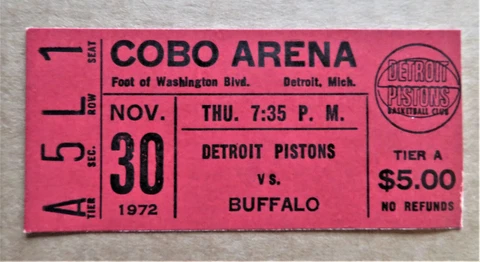 COBO ARENA
Foot of Washington Blvd. Detroit, Mich.
NOV.
30
1972
THU. 7:35 P. M.
DETROIT PISTONS
VS.
BUFFALO
DETROIT
PISTONS
BASKETBALL CLUB
TIER A
$5.00
NO REFUNDS
1 SEAT
L ROW
5 SEC.
A TIER